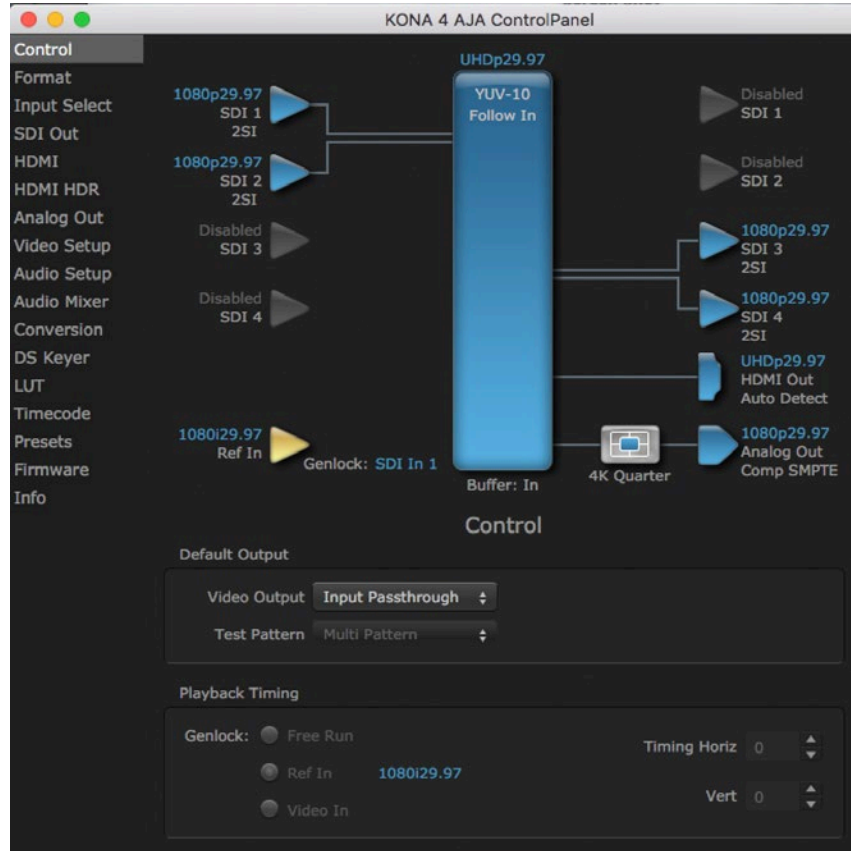 KONA 4 AJA ControlPanel
Control
Format
Input Select
SDI Out
HDMI
HDMI HDR
Analog Out
Video Setup
Audio Setup
Audio Mixer
Conversion
DS Keyer
LUT
Timecode
Presets
Firmware
Info
UHDp29.97
YUV-10
Follow In
1080p29.97
SDI 1
2SI
1080p29.97
SDI 2
2SI
Disabled
SDI 3
Disabled
SDI 4
1080i29.97
Ref In
Genlock: SDI In 1
Buffer: In
Disabled
SDI 1
Disabled
SDI 2
1080p29.97
SDI 3
2SI
1080p29.97
SDI 4
2SI
UHDp29.97
HDMI Out
Auto Detect
4K Quarter
1080p29.97
Analog Out
Comp SMPTE
Control
Default Output
Video Output Input Passthrough
Test Pattern Multi Pattern
Playback Timing
Genlock: Free Run
Ref In 1080i29.97
Video In
Timing Horiz 0
Vert 0